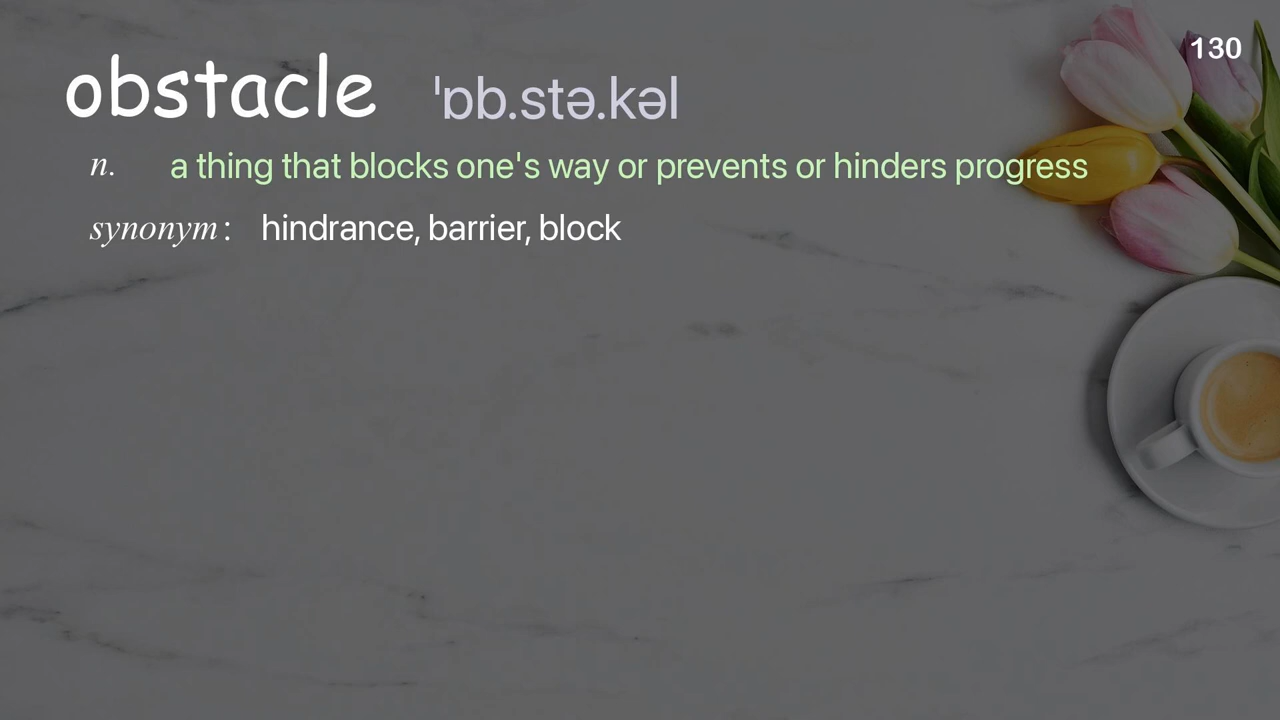 130
obstacle ˈɒb.stə.kəl
n. a thing that blocks one's way or prevents or hinders progress
synonym: hindrance, barrier, block